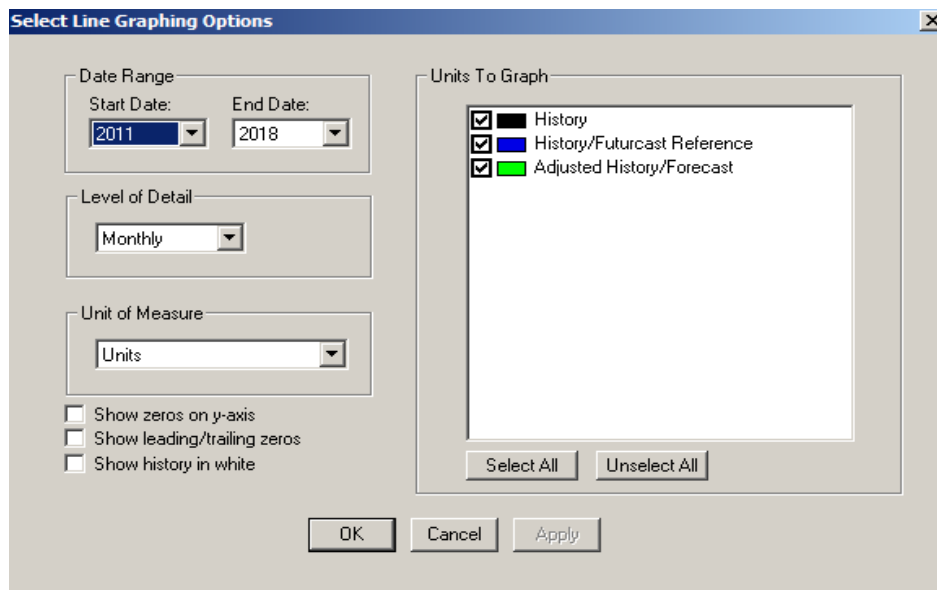 Select Line Graphing Options
Date Range
Start Date:
End Date:
2011
2018
Level of Detail
Monthly
Unit of Measure
Units
Show zeros on y-axis
Show leading/trailing zeros
Show history in white
Units To Graph
History
History/Futurcast Reference
Adjusted History/Forecast
Select All
Unselect All
OK
Cancel
Apply